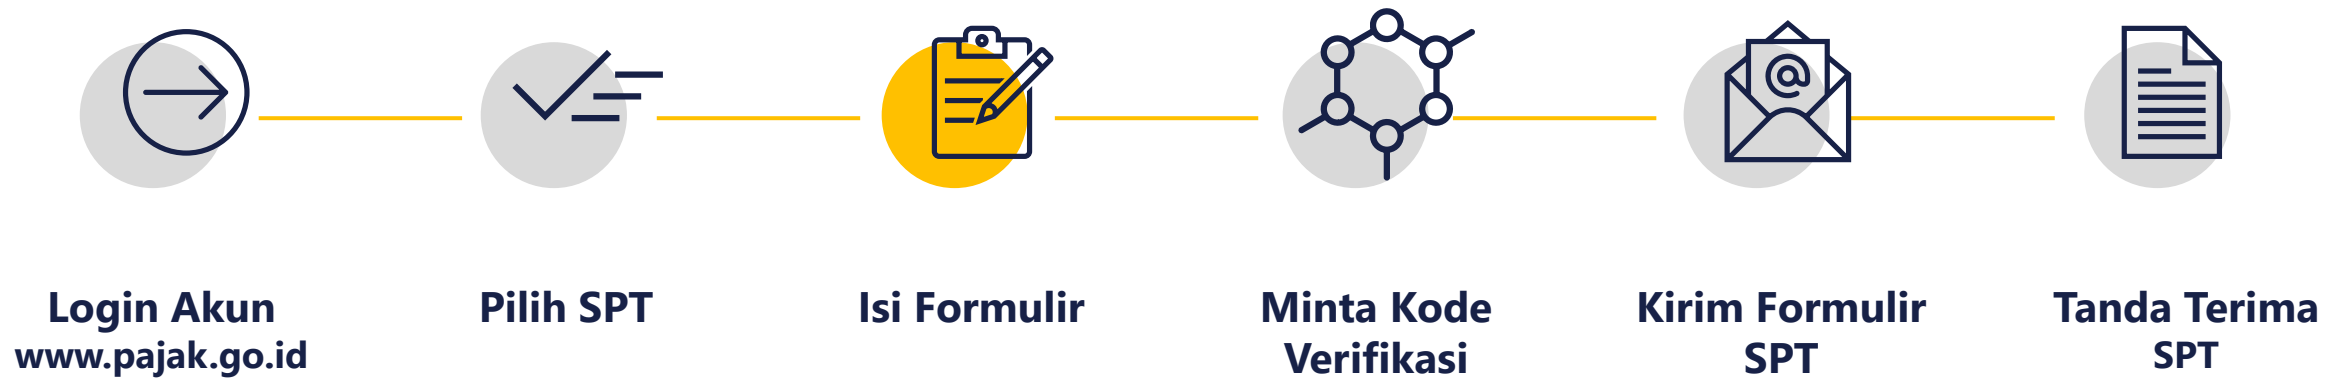 Login Akun
www.pajak.go.id
Pilih SPT
Isi Formulir
Minta Kode
Verifikasi
Kirim Formulir
SPT
Tanda Terima
SPT